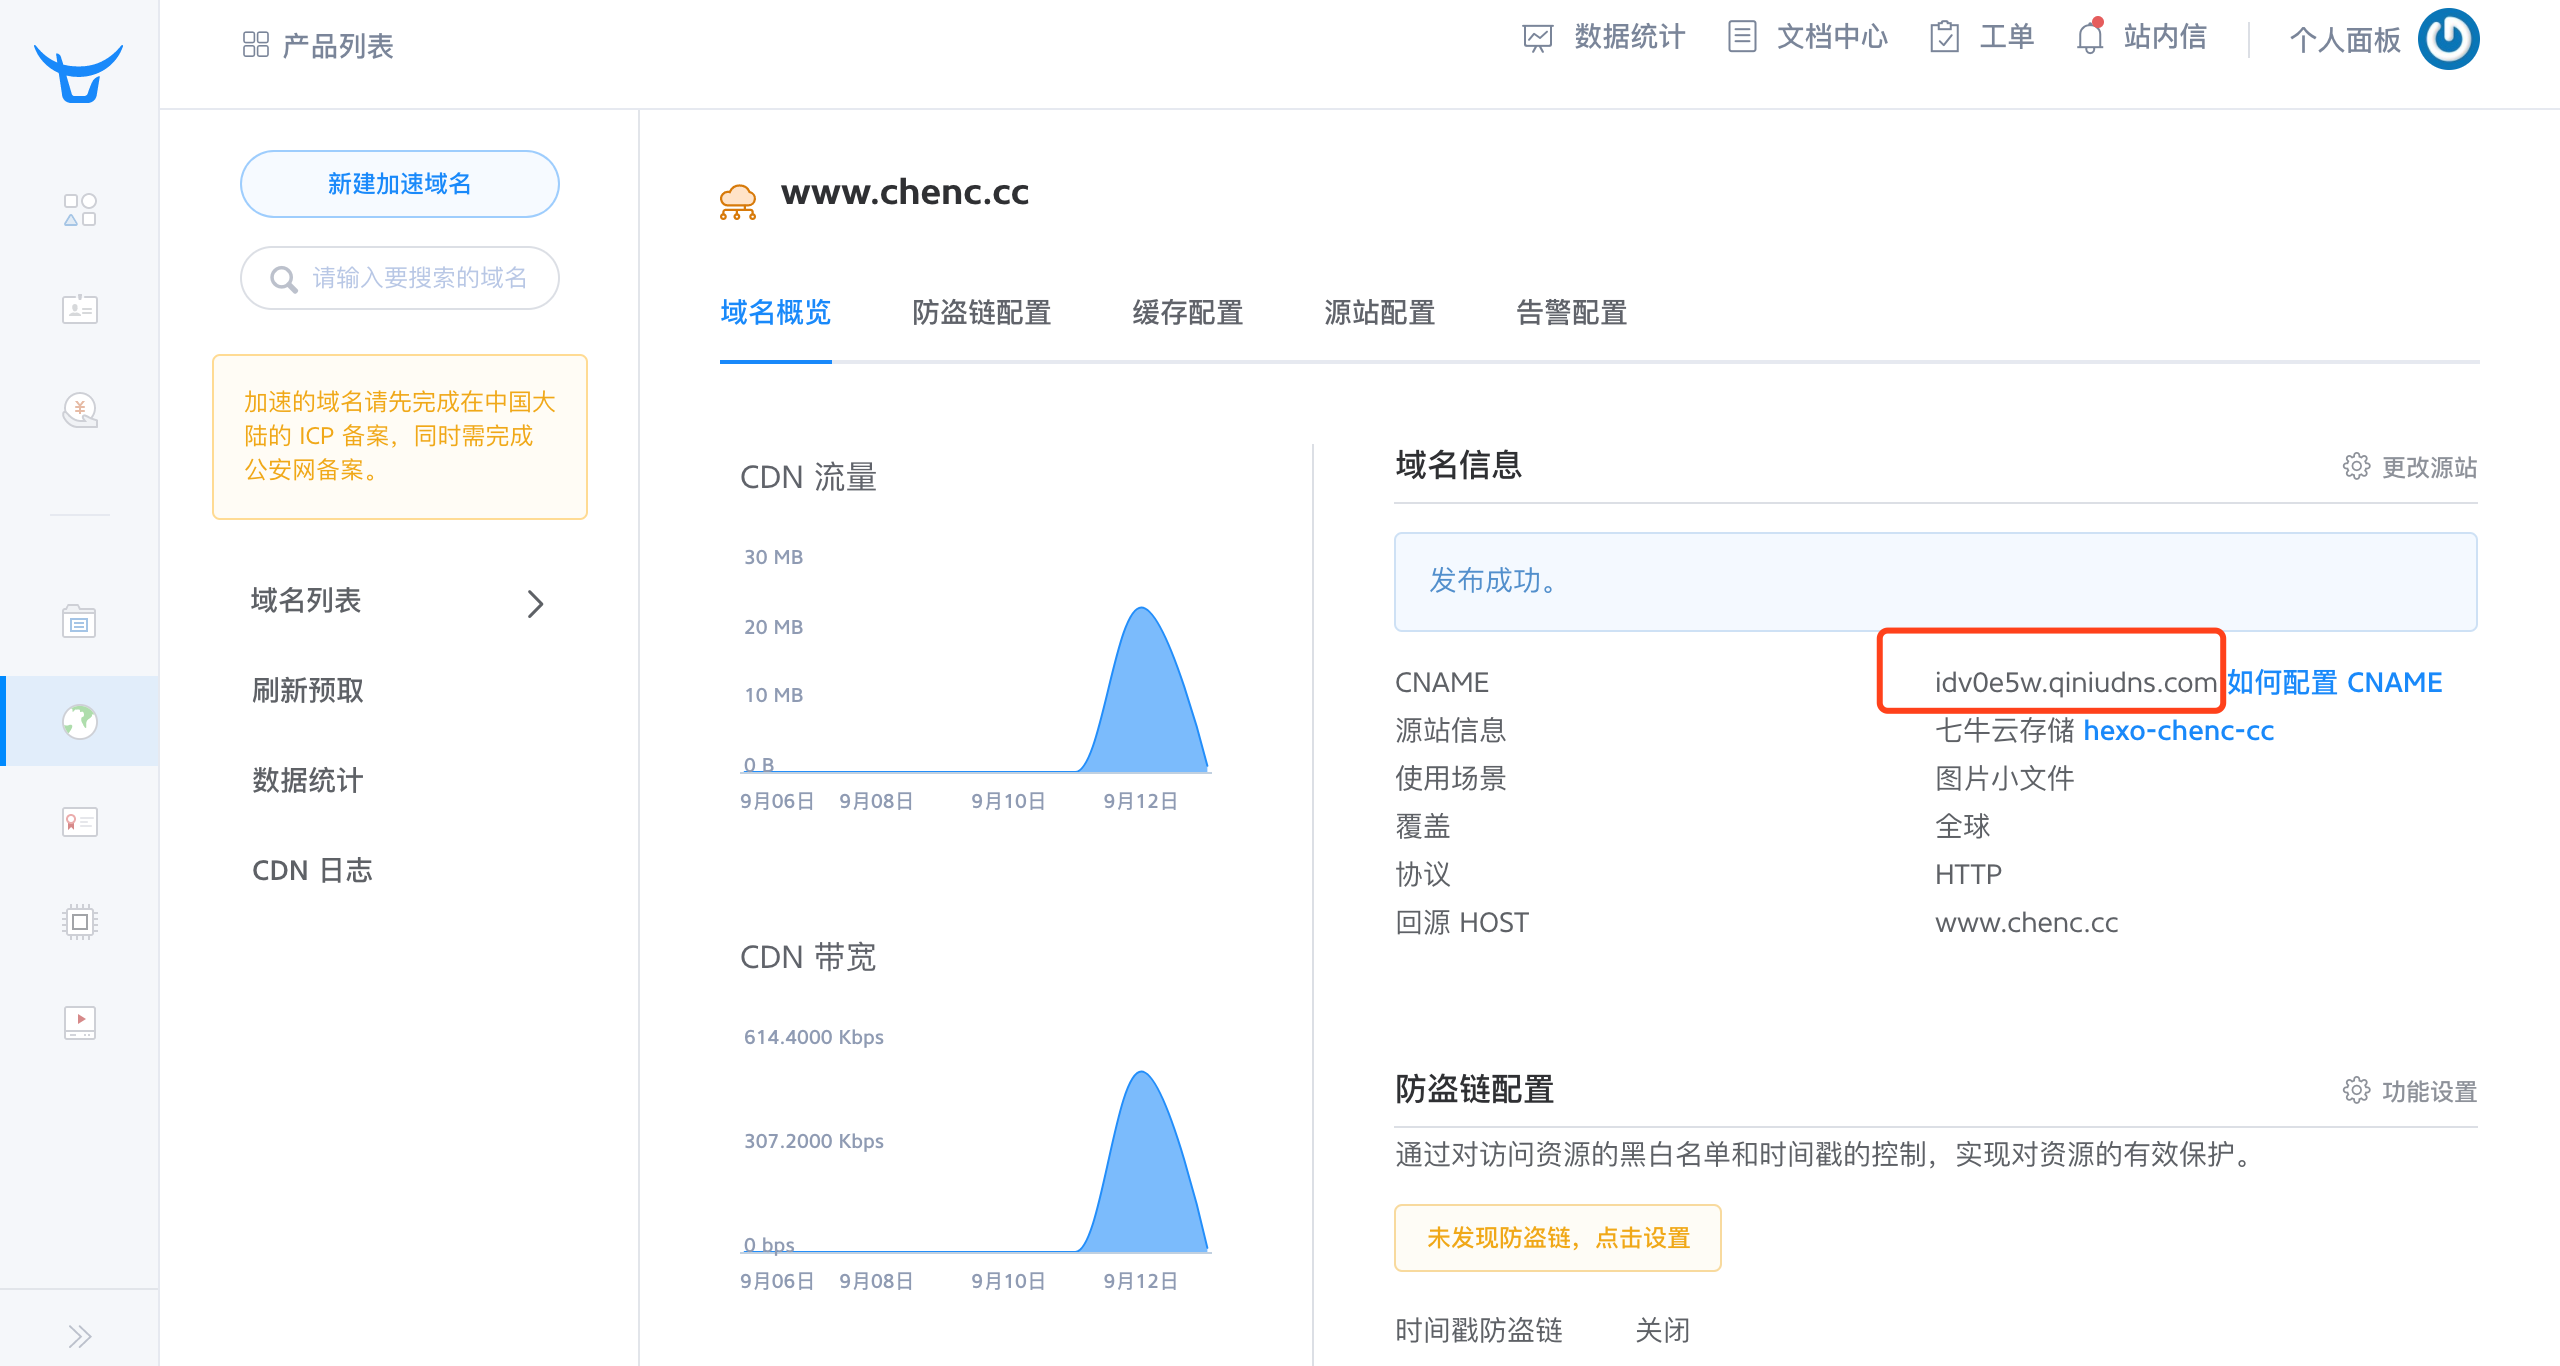 产品列表
数据统计
文档中心
工单
站内信
个人面板
新建加速域名
请输入要搜索的域名
加速的域名请先完成在中国大
陆的 ICP 备案，同时需完成
公安网备案。
域名列表
刷新预取
数据统计
CDN 日志
www.chenc.cc
域名概览
防盗链配置
缓存配置
源站配置
告警配置
CDN 流量
30 MB
20 MB
10 MB
0 B
9月06日 9月08日 9月10日 9月12日
CDN 带宽
614.4000 Kbps
307.2000 Kbps
0 bps
9月06日 9月08日 9月10日 9月12日
域名信息
更改源站
发布成功。
CNAME idv0e5w.qiniudns.com 如何配置 CNAME
源站信息 七牛云存储 hexo-chenc-cc
使用场景 图片小文件
覆盖 全球
协议 HTTP
回源 HOST www.chenc.cc
防盗链配置
功能设置
通过对访问资源的黑白名单和时间戳的控制，实现对资源的有效保护。
未发现防盗链，点击设置
时间戳防盗链 关闭